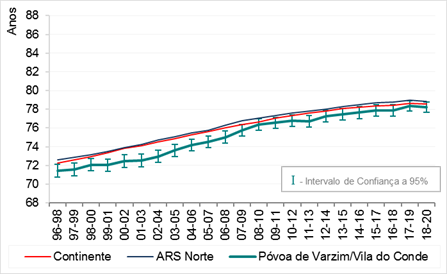 Anos
88
86
84
82
80
78
76
74
72
70
68
I - Intervalo de Confiança a 95%
96-98 97-99 98-00 99-01 00-02 01-03 02-04 03-05 04-06 05-07 06-08 07-09 08-10 09-11 10-12 11-13 12-14 13-15 14-16 15-17 16-18 17-19 18-20
Continente ARS Norte Póvoa de Varzim/Vila do Conde